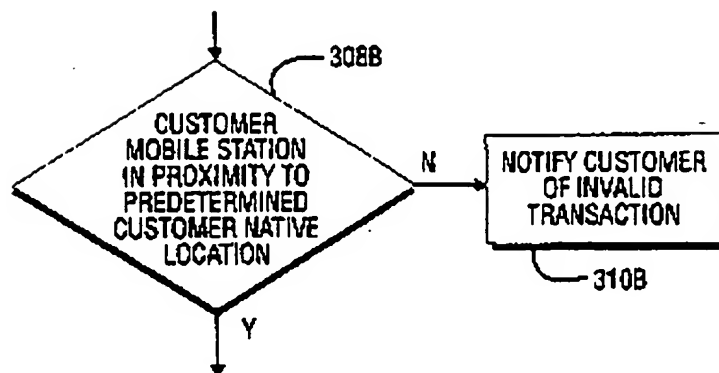 308B
CUSTOMER
MOBILE STATION
IN PROXIMITY TO
PREDETERMINED
CUSTOMER NATIVE
LOCATION
N
NOTIFY CUSTOMER
OF INVALID
TRANSACTION
310B
Y